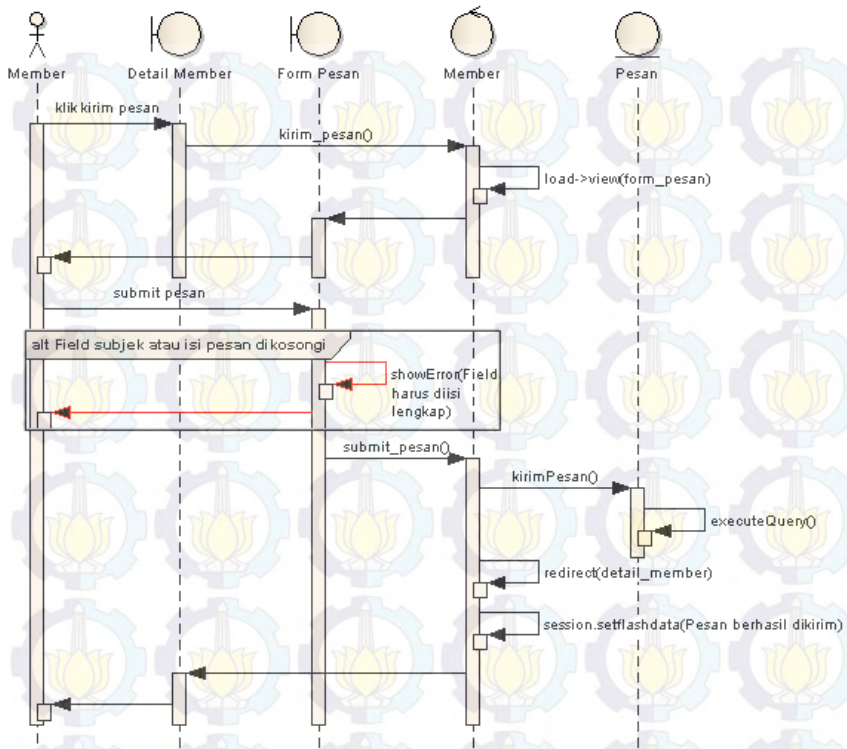 Member
Detail Member
Form Pesan
Member
Pesan
klik kirim pesan
kirim_pesan()
load->view(form_pesan)
submit pesan
alt Field subjek atau isi pesan dikosongi
showError(Field
harus diisi
lengkap)
submit_pesan()
kirimPesan()
executeQuery()
redirect(detail_member)
session.setflashdata(Pesan berhasil dikirim)